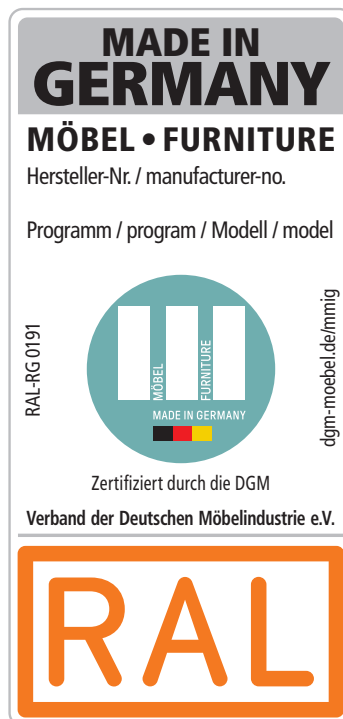 MADE IN
GERMANY
MÖBEL • FURNITURE
Hersteller-Nr. / manufacturer-no.
Programm / program / Modell / model
RAL-RG 0191
MÖBEL
FURNITURE
MADE IN GERMANY
dgm-moebel.de/mmig
Zertifiziert durch die DGM
Verband der Deutschen Möbelindustrie e.V.
RAL